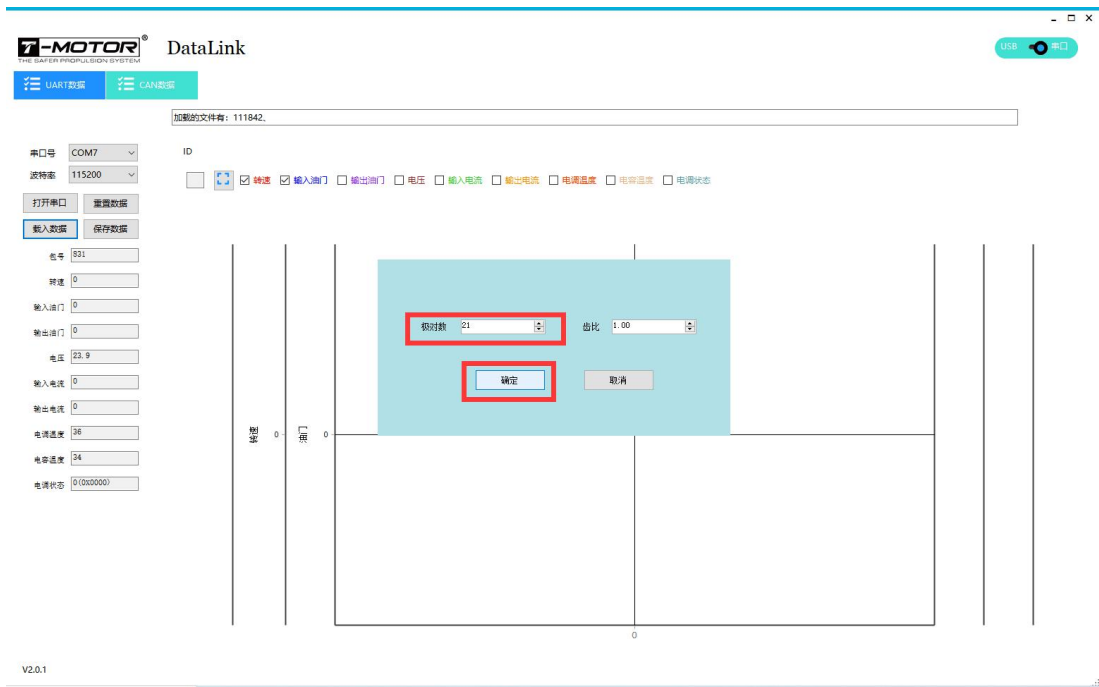 T-MOTOR®
THE SAFER PROPULSION SYSTEM
DataLink
USB 串口
UART数据 CAN数据
加载的文件有：111842、
串口号 COM7
波特率 115200
打开串口 重置数据
载入数据 保存数据
ID
转速 输入油门 输出油门 电压 输入电流 输出电流 电调温度 电容温度 电调状态
包号 831
转速 0
输入油门 0
输出油门 0
电压 23.9
输入电流 0
输出电流 0
电调温度 36
电容温度 34
电调状态 0(0X0000)
极对数 21 齿比 1.00
确定 取消
转速 0 油门 0
0
V2.0.1